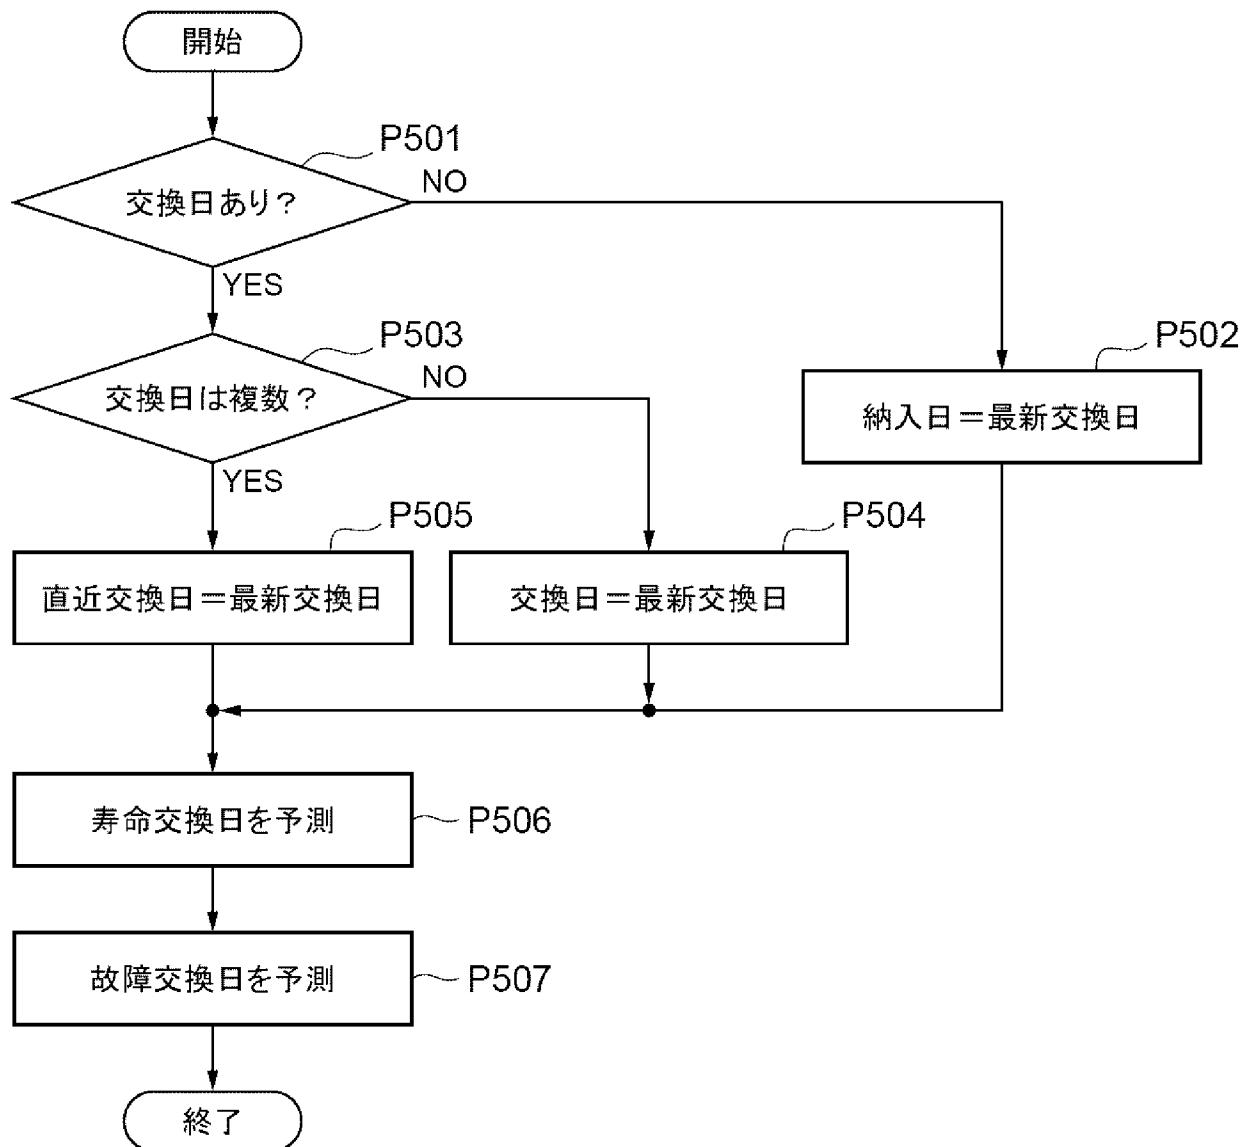 開始
P501
交換日あり？
NO
YES
P503
交換日は複数？
NO
YES
P502
納入日＝最新交換日
P505
直近交換日＝最新交換日
P504
交換日＝最新交換日
寿命交換日を予測
P506
故障交換日を予測
P507
終了